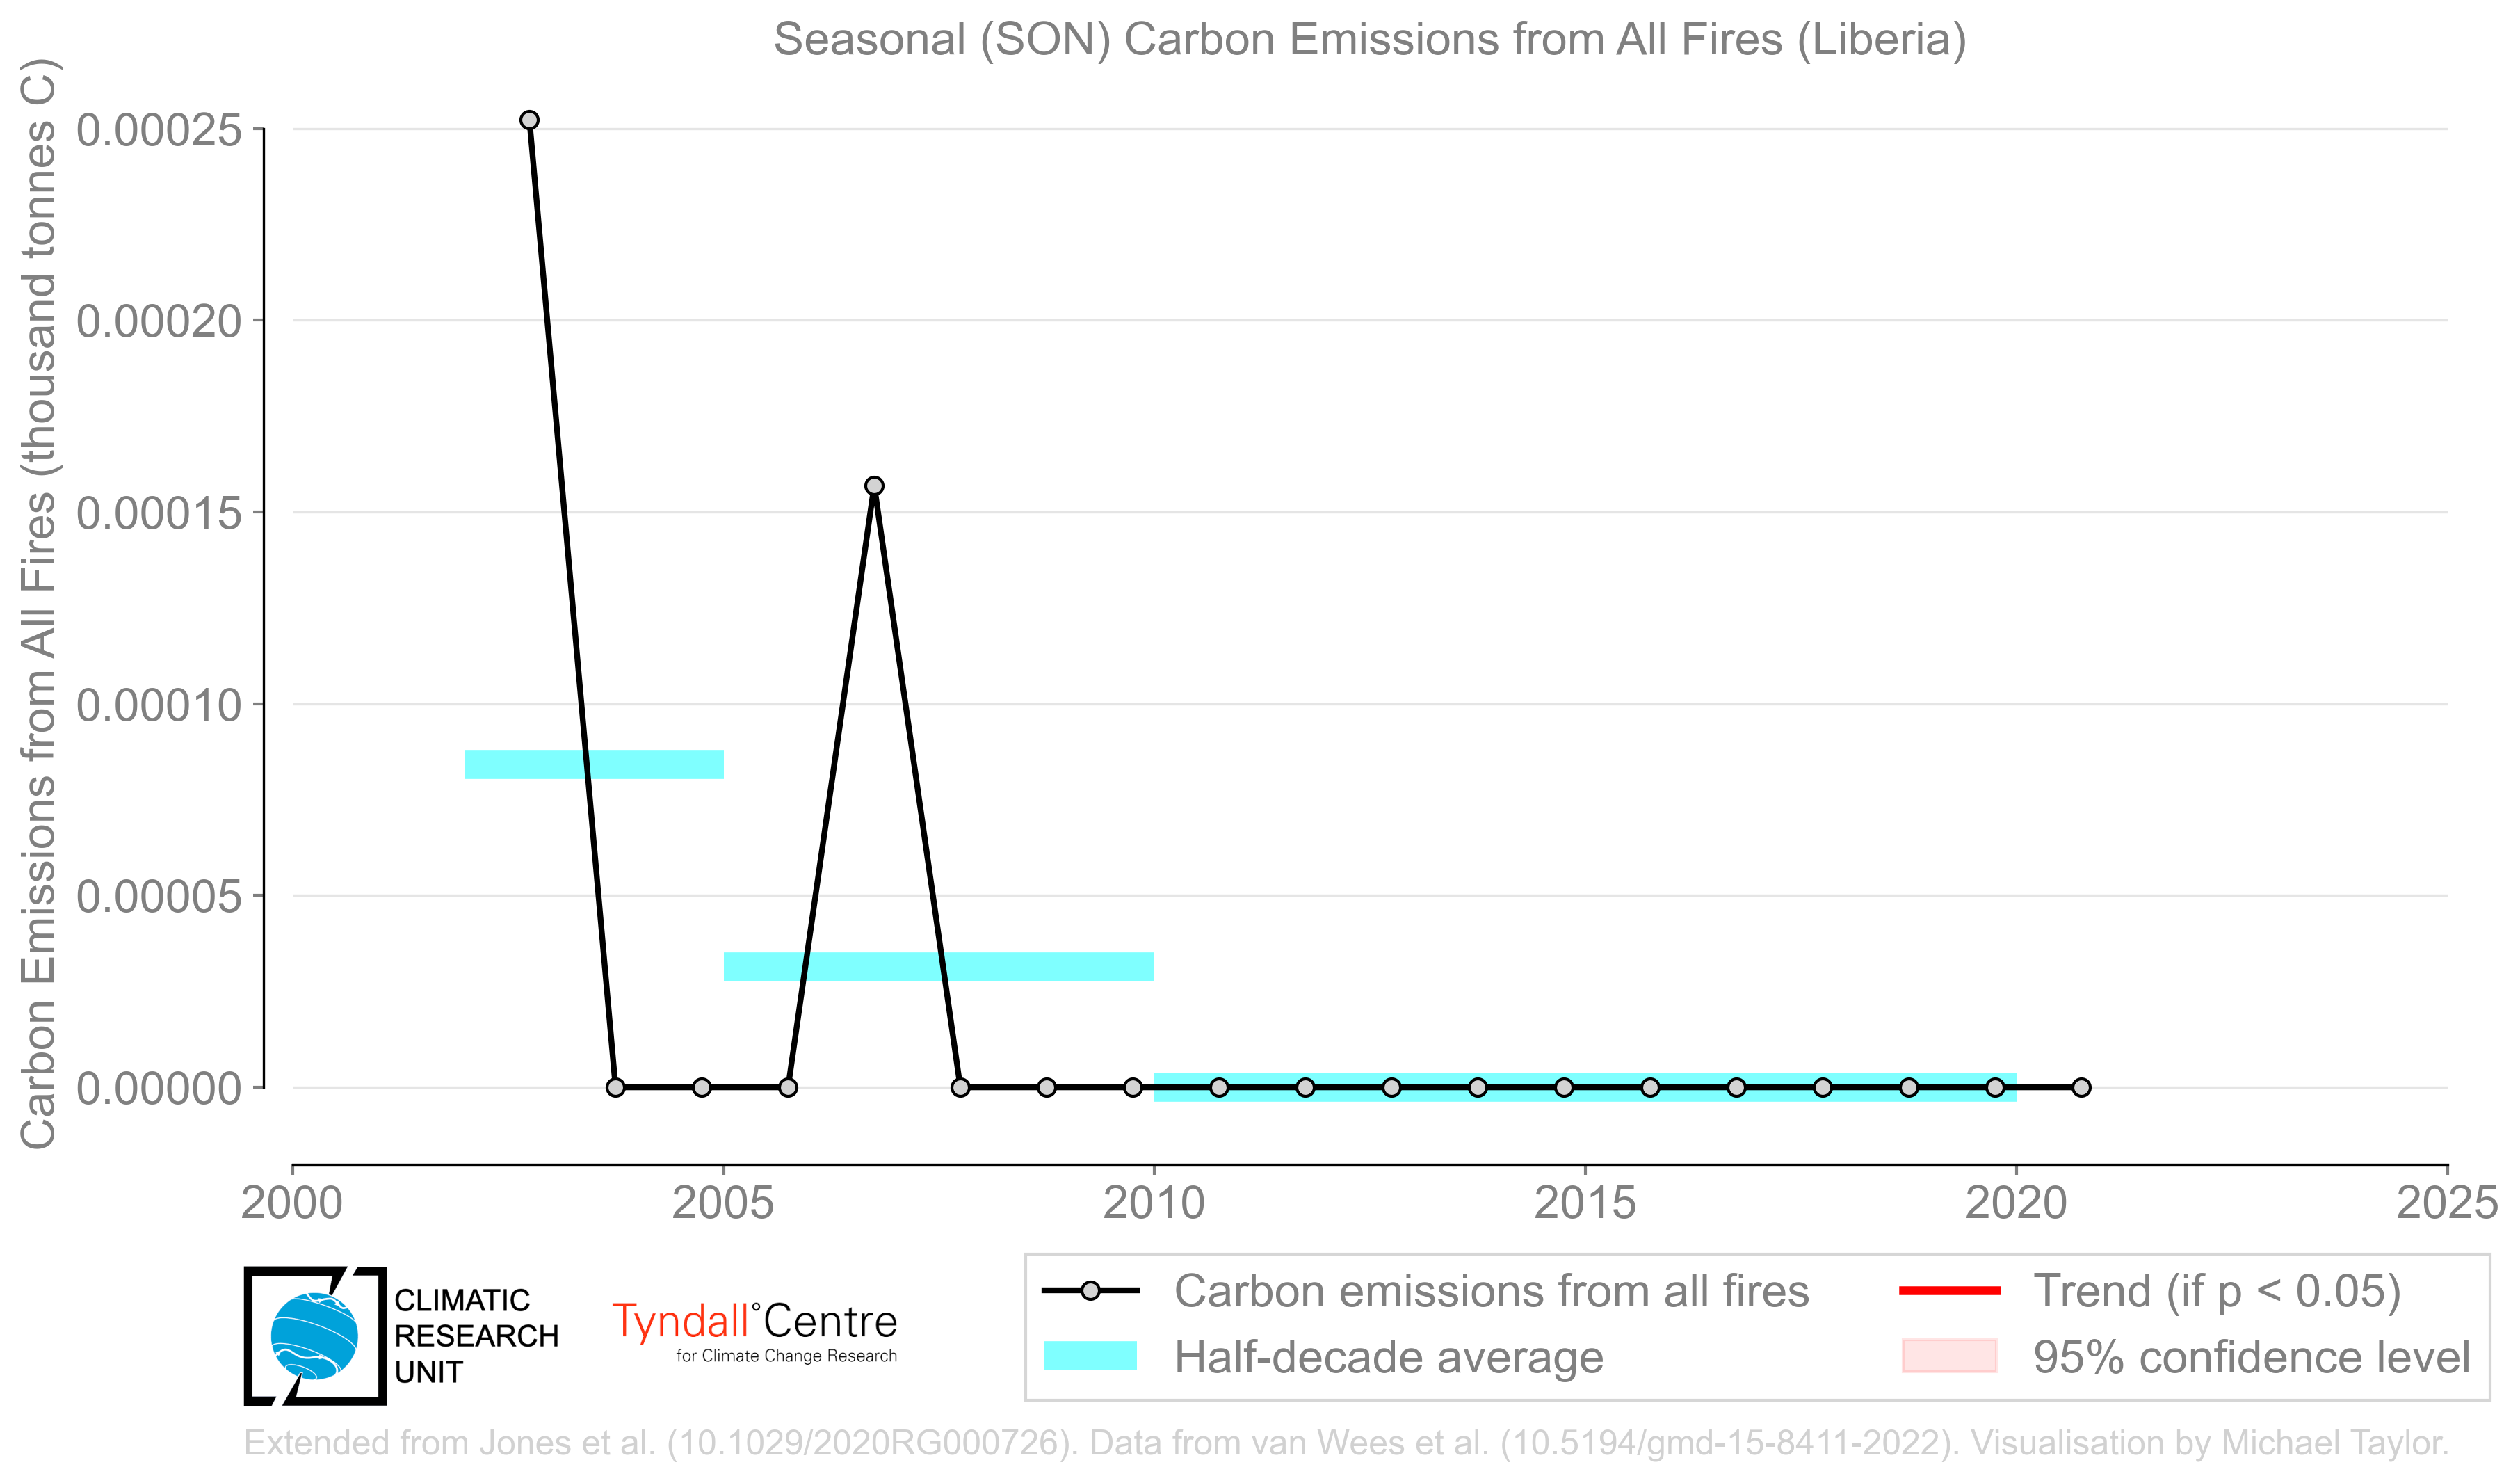 Seasonal (SON) Carbon Emissions from All Fires (Liberia)
Carbon Emissions from All Fires (thousand tonnes C)
0.00025
0.00020
0.00015
0.00010
0.00005
0.00000
2000 2005 2010 2015 2020 2025
CLIMATIC
RESEARCH
UNIT
Tyndall°Centre
for Climate Change Research
Carbon emissions from all fires
Half-decade average
Trend (if p < 0.05)
95% confidence level
Extended from Jones et al. (10.1029/2020RG000726). Data from van Wees et al. (10.5194/gmd-15-8411-2022). Visualisation by Michael Taylor.